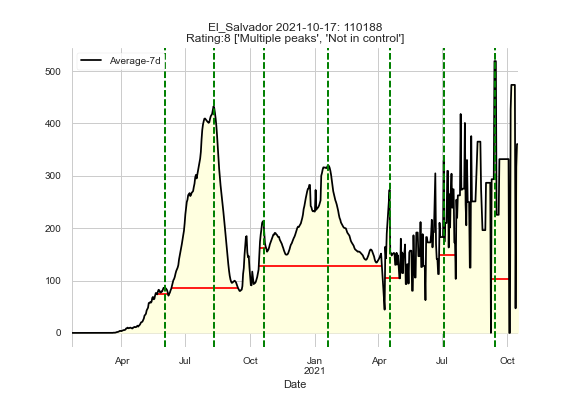 El_Salvador 2021-10-17: 110188
Rating:8 ['Multiple peaks', 'Not in control']
Average-7d
500
400
300
200
100
0
Apr Jul Oct Jan Apr Jul Oct
2021
Date